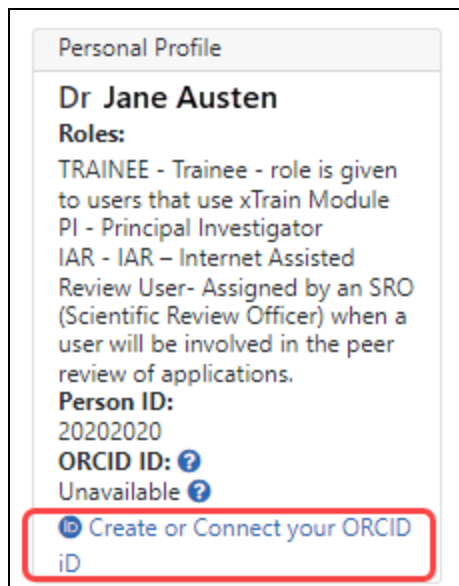 Personal Profile
Dr Jane Austen
Roles:
TRAINEE - Trainee - role is given
to users that use xTrain Module
PI - Principal Investigator
IAR - IAR – Internet Assisted
Review User- Assigned by an SRO
(Scientific Review Officer) when a
user will be involved in the peer
review of applications.
Person ID:
20202020
ORCID ID: ?
Unavailable ?
iD Create or Connect your ORCID
iD